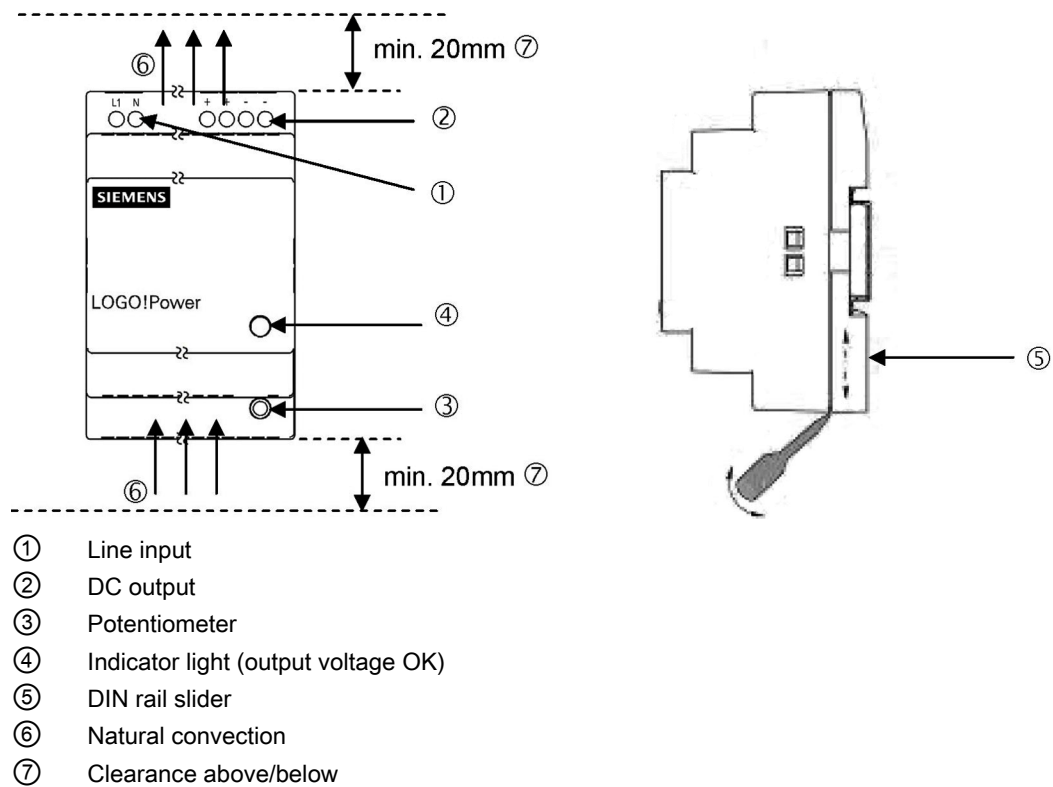 min. 20mm ⑦
⑥
L1 N + + - -
②
①
SIEMENS
LOGO!Power
④
⑤
③
min. 20mm ⑦
⑥
① Line input
② DC output
③ Potentiometer
④ Indicator light (output voltage OK)
⑤ DIN rail slider
⑥ Natural convection
⑦ Clearance above/below